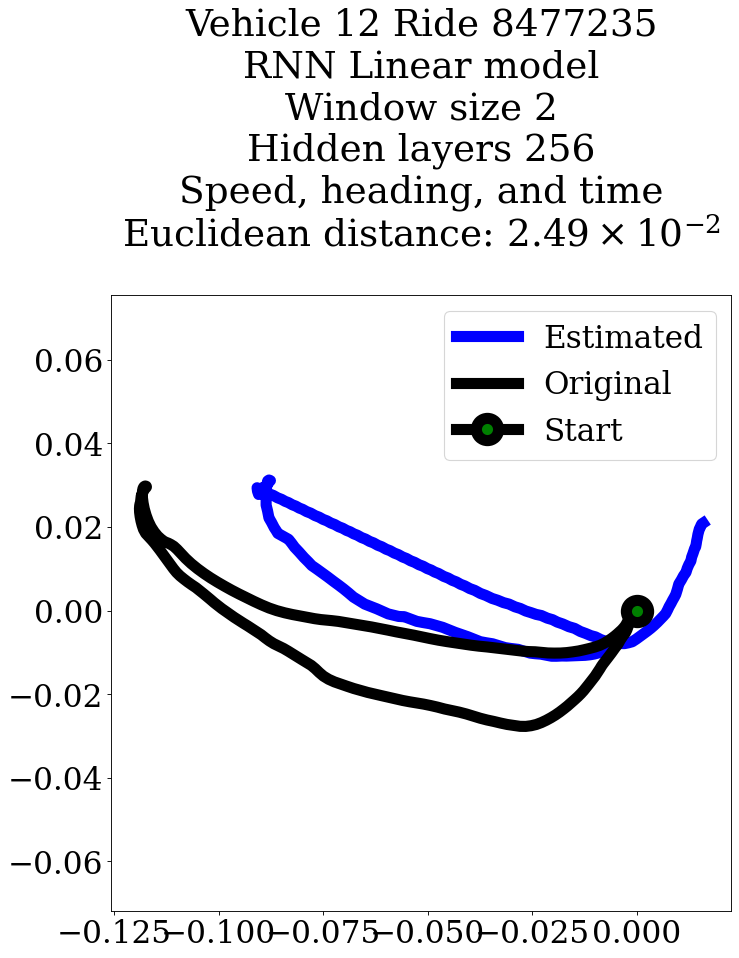 Vehicle 12 Ride 8477235
RNN Linear model
Window size 2
Hidden layers 256
Speed, heading, and time
Euclidean distance: 2.49 × 10⁻²
Estimated
Original
Start
0.06
0.04
0.02
0.00
−0.02
−0.04
−0.06
−0.125 −0.100 −0.075 −0.050 −0.025 0.000